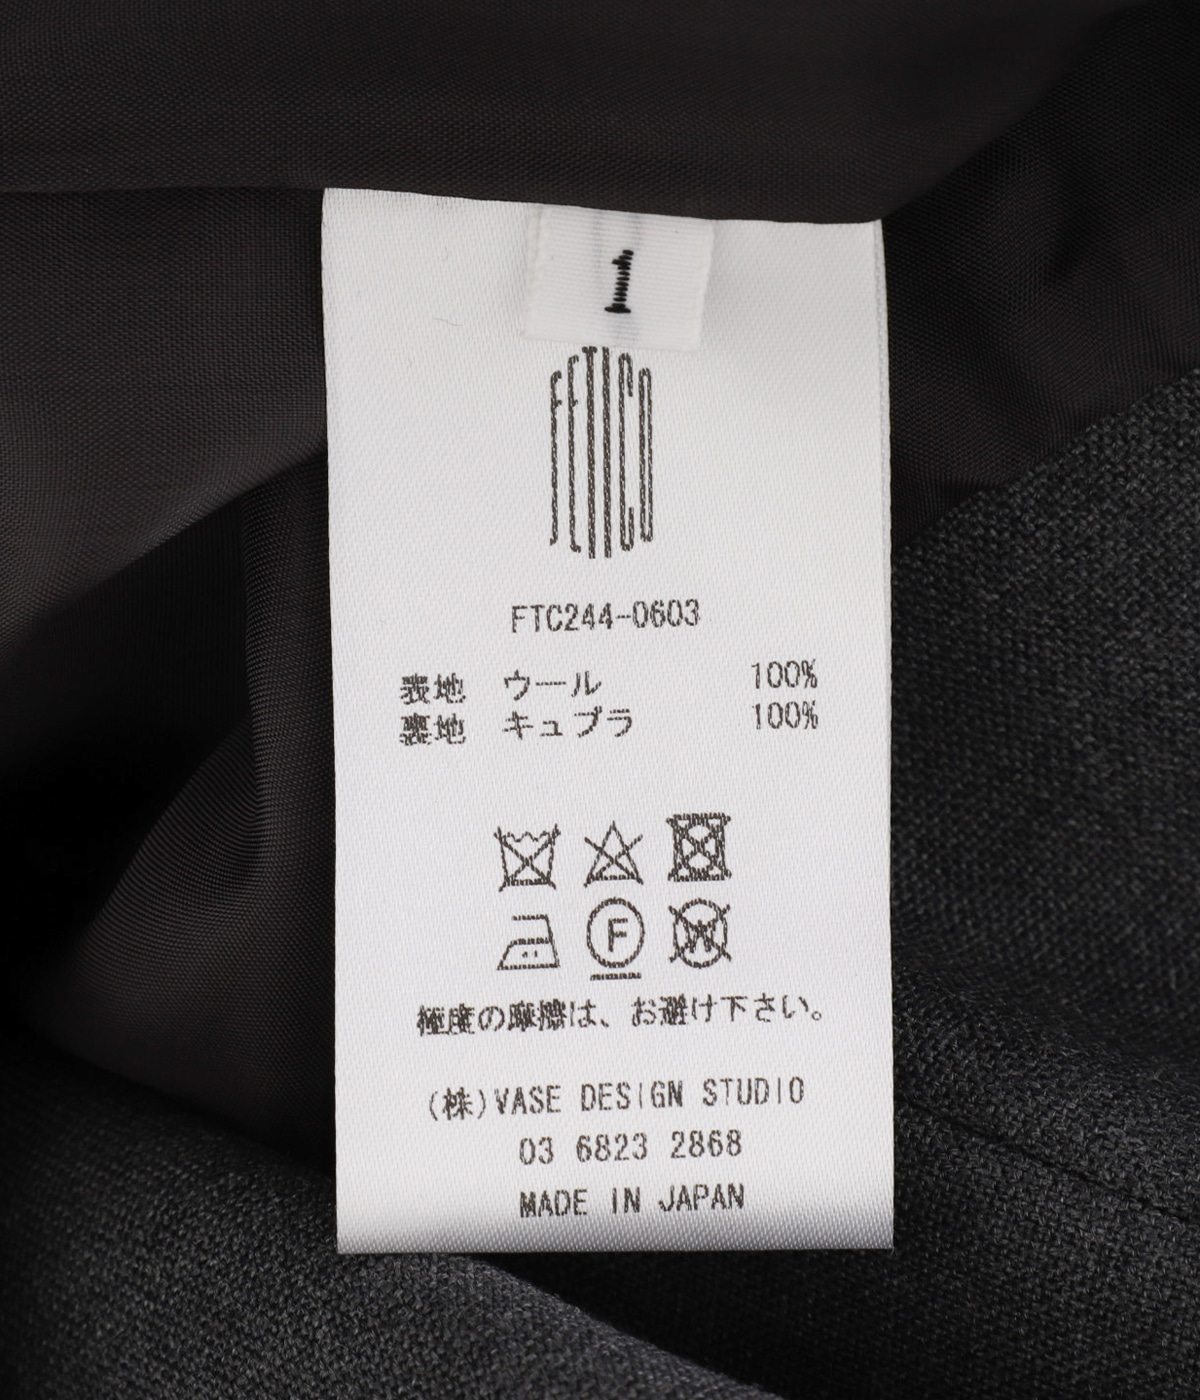 1
FETICO
FTC244-0603
表地 ウール 100%
裏地 キュプラ 100%
F
W
極度の摩擦は、お避け下さい。
(株)VASE DESIGN STUDIO
03 6823 2868
MADE IN JAPAN